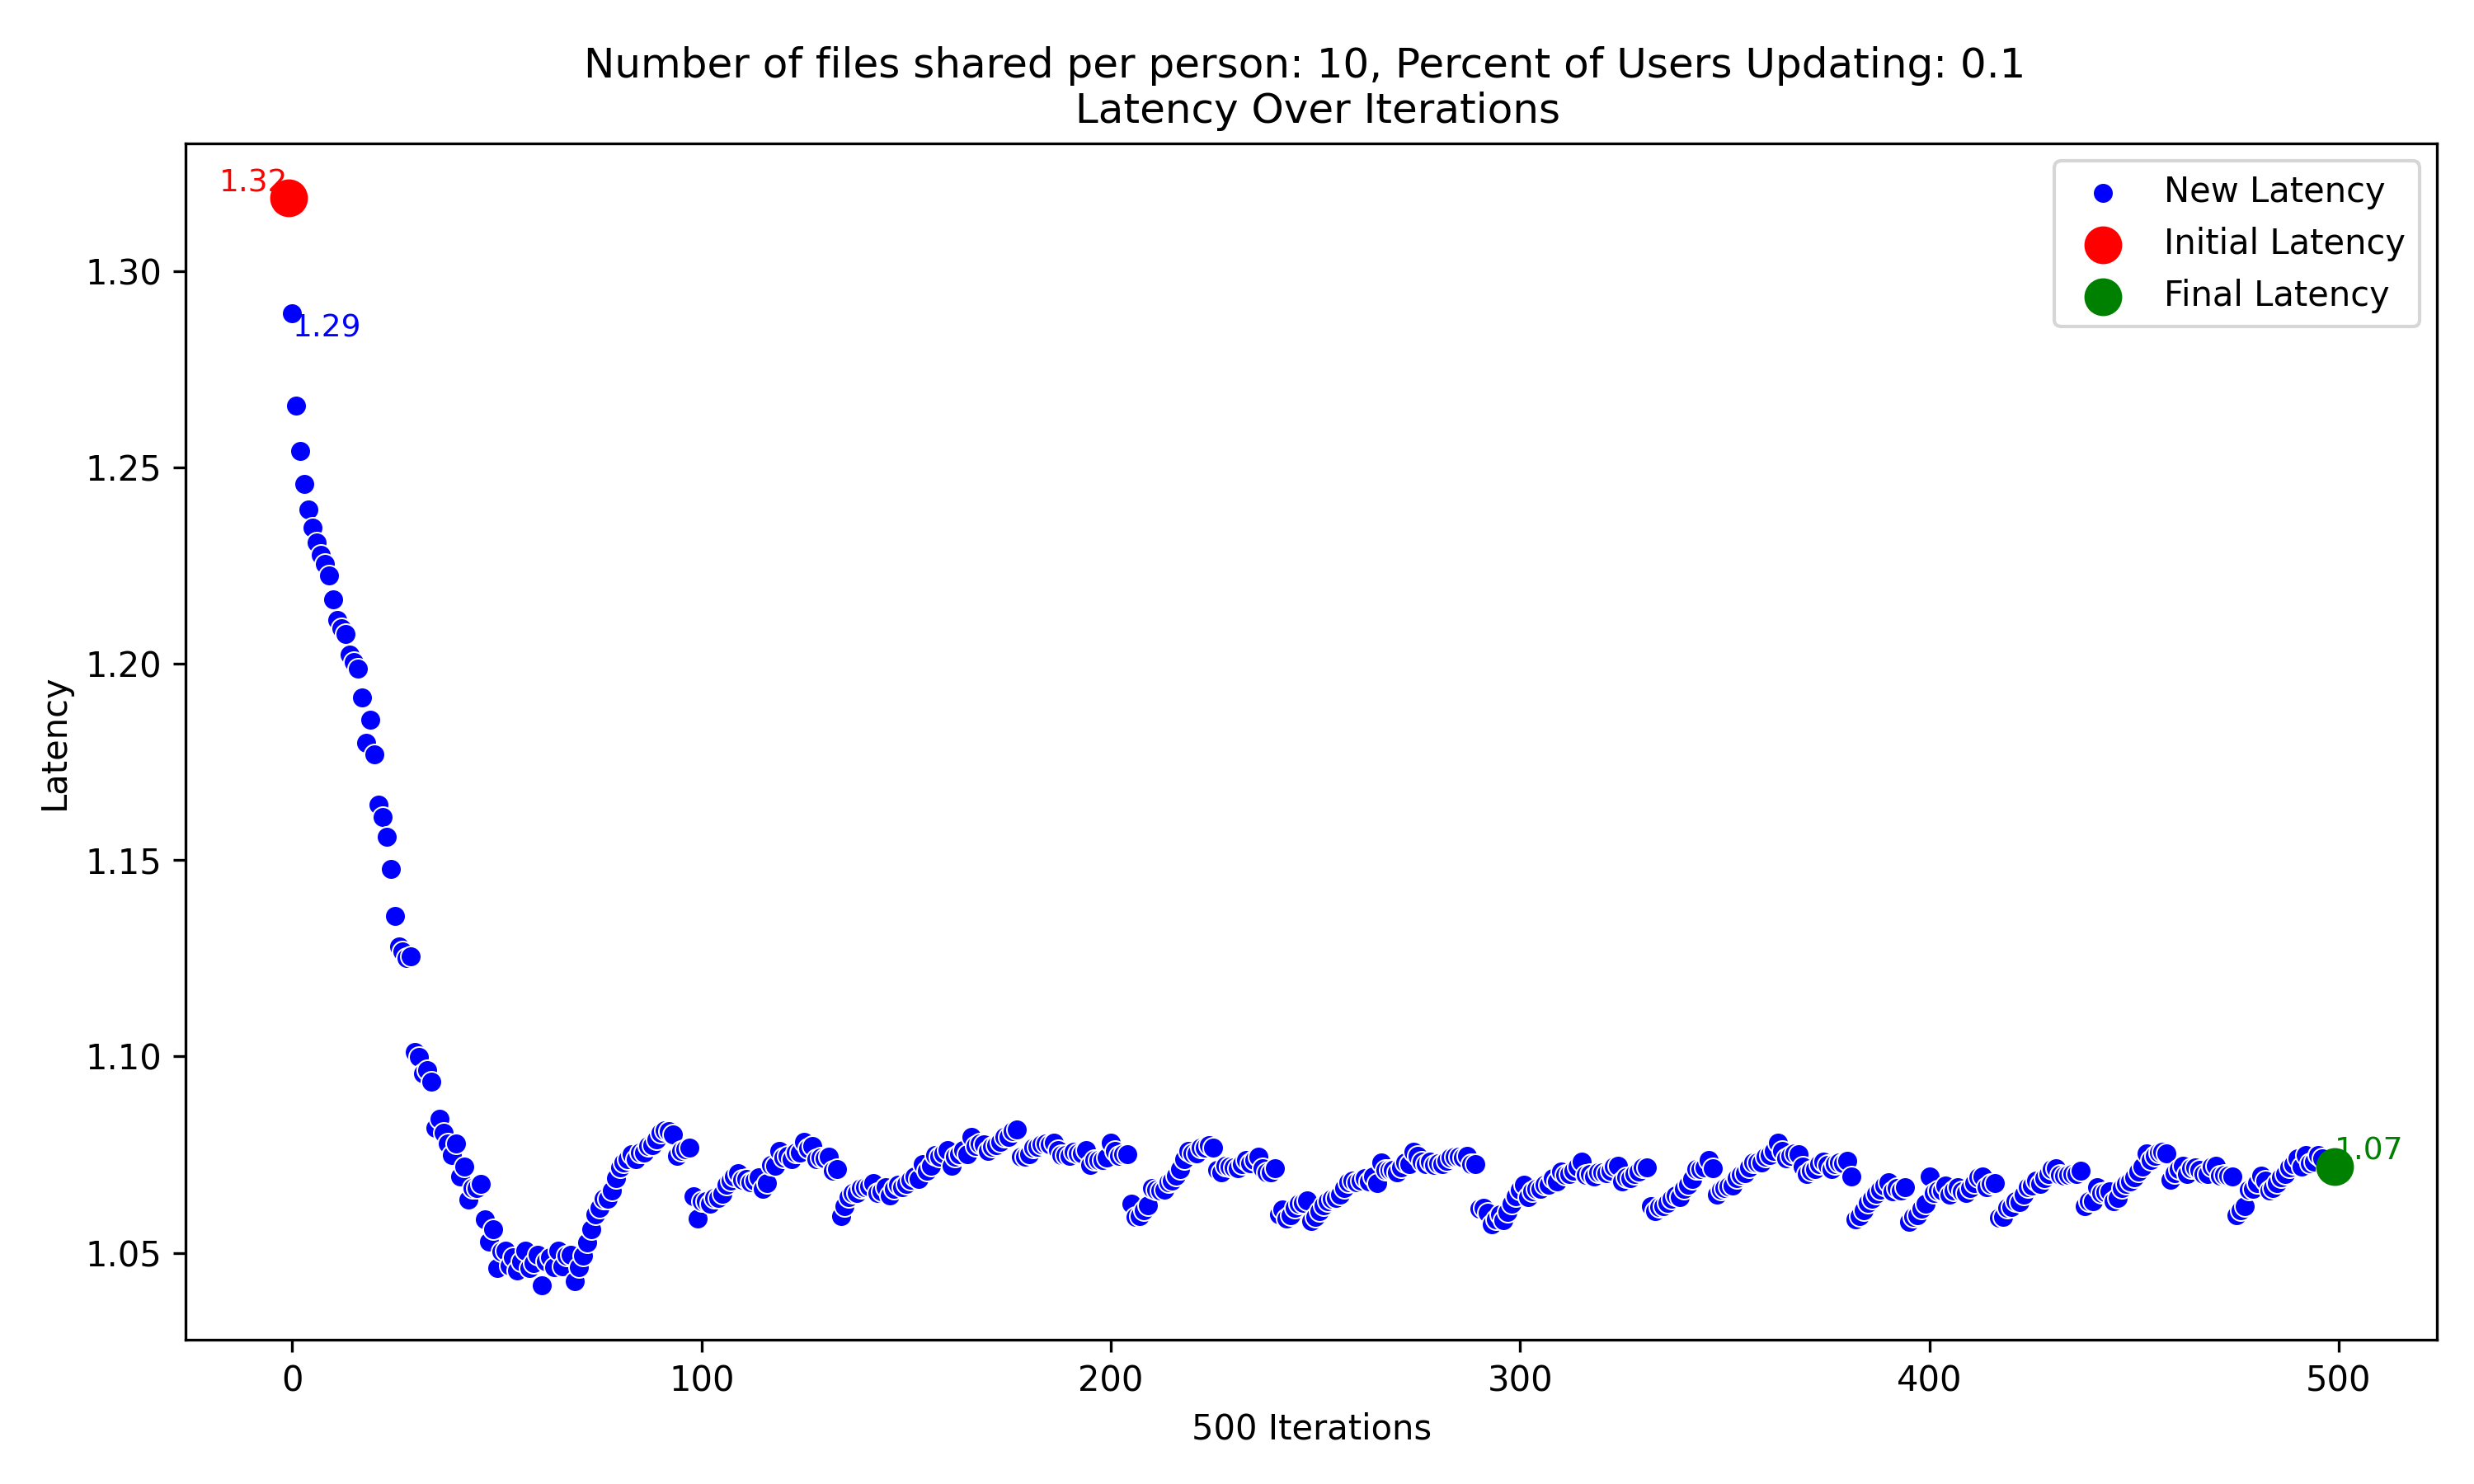 Number of files shared per person: 10, Percent of Users Updating: 0.1
Latency Over Iterations
1.32
1.29
New Latency
Initial Latency
Final Latency
1.30
1.25
1.20
1.15
1.10
1.05
Latency
1.07
0
100
200
300
400
500
500 Iterations